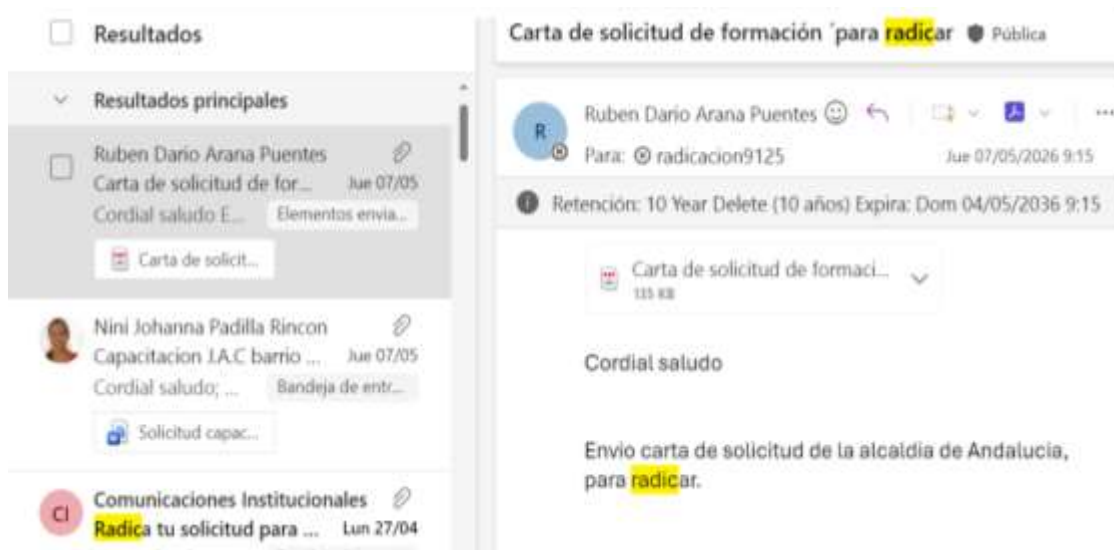 Resultados
Resultados principales
Ruben Dario Arana Puentes
Carta de solicitud de for... Jue 07/05
Cordial saludo E... Elementos envia...
Carta de solicit...
Nini Johanna Padilla Rincon
Capacitacion J.A.C barrio ... Jue 07/05
Cordial saludo; ... Bandeja de entr...
Solicitud capac...
CI
Comunicaciones Institucionales
Radica tu solicitud para ... Lun 27/04
Carta de solicitud de formación ´para radicar Pública
R
Ruben Dario Arana Puentes
Para: radicacion9125 Jue 07/05/2026 9:15
Retención: 10 Year Delete (10 años) Expira: Dom 04/05/2036 9:15
Carta de solicitud de formaci...
135 KB
Cordial saludo
Envio carta de solicitud de la alcaldia de Andalucia,
para radicar.